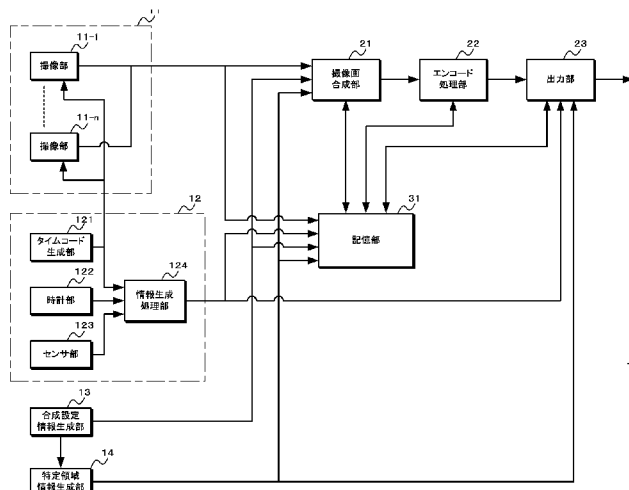 11-1
撮像部
11-n
撮像部
21
撮像画
合成部
22
エンコード
処理部
23
出力部
12
121
タイムコード
生成部
122
時計部
123
センサ部
124
情報生成
処理部
31
記憶部
13
合成設定
情報生成部
14
特定領域
情報生成部